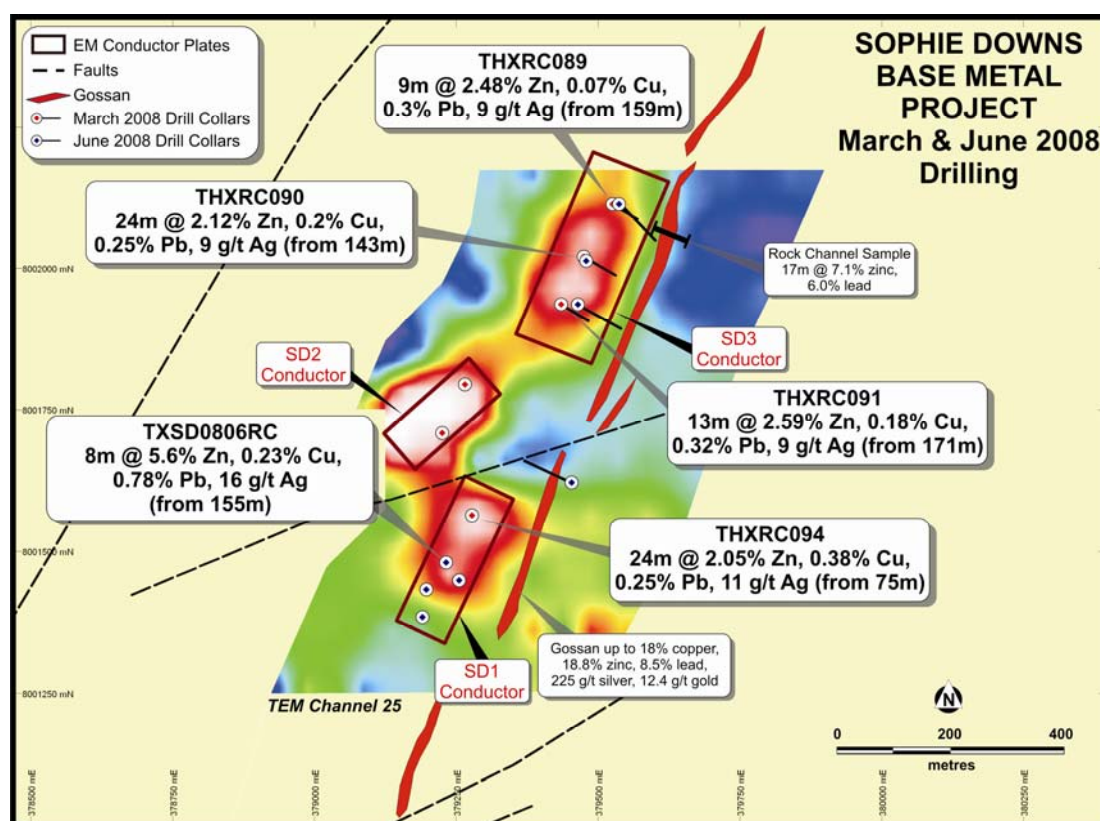 EM Conductor Plates
Faults
Gossan
March 2008 Drill Collars
June 2008 Drill Collars
SOPHIE DOWNS
BASE METAL
PROJECT
March & June 2008
Drilling
THXRC089
9m @ 2.48% Zn, 0.07% Cu,
0.3% Pb, 9 g/t Ag (from 159m)
THXRC090
24m @ 2.12% Zn, 0.2% Cu,
0.25% Pb, 9 g/t Ag (from 143m)
Rock Channel Sample
17m @ 7.1% zinc,
6.0% lead
8002000 mN
SD3
Conductor
SD2
Conductor
THXRC091
13m @ 2.59% Zn, 0.18% Cu,
0.32% Pb, 9 g/t Ag (from 171m)
8001750 mN
TXSD0806RC
8m @ 5.6% Zn, 0.23% Cu,
0.78% Pb, 16 g/t Ag
(from 155m)
THXRC094
24m @ 2.05% Zn, 0.38% Cu,
0.25% Pb, 11 g/t Ag (from 75m)
8001500 mN
Gossan up to 18% copper,
18.8% zinc, 8.5% lead,
225 g/t silver, 12.4 g/t gold
SD1
Conductor
8001250 mN
TEM Channel 25
N
0 200 400
metres
378500 mE
378750 mE
379000 mE
379250 mE
379500 mE
379750 mE
380000 mE
380250 mE